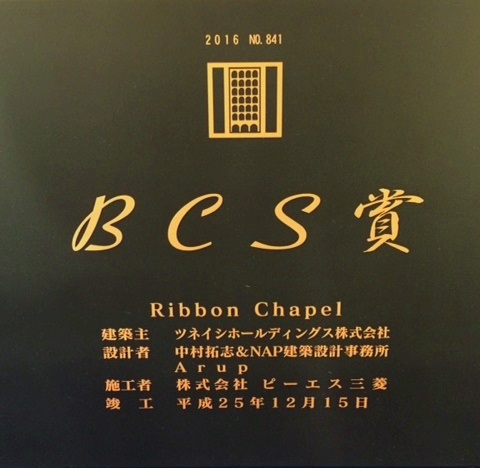 2016 NO.841
BCS賞
Ribbon Chapel
建築主 ツネイシホールディングス株式会社
設計者 中村拓志&NAP建築設計事務所
Arup
施工者 株式会社 ピーエス三菱
竣工 平成25年12月15日